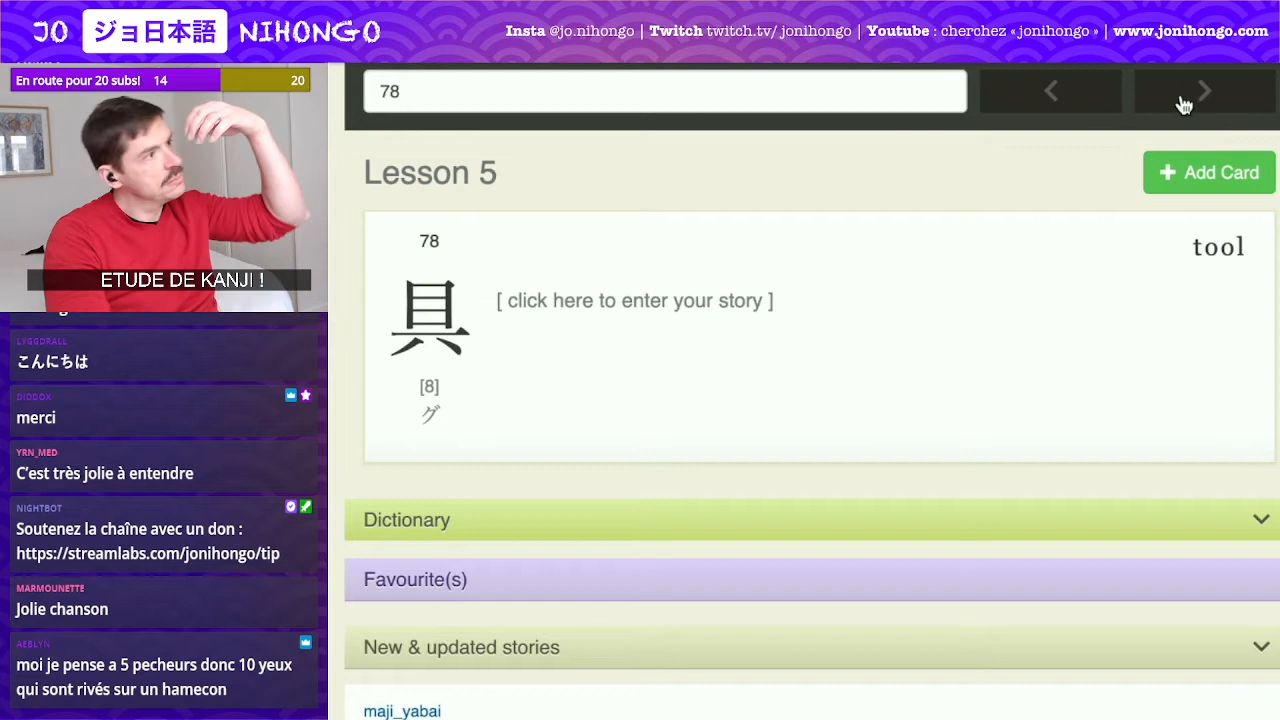 JO ジョ日本語 NIHONGO
Insta @jo.nihongo | Twitch twitch.tv/ jonihongo | Youtube : cherchez « jonihongo » | www.jonihongo.com
En route pour 20 subs! 14 20
ETUDE DE KANJI !
LYGGDRALL
こんにちは
DIDDOX
merci
YRN_MED
C'est très jolie à entendre
NIGHTBOT
Soutenez la chaîne avec un don :
https://streamlabs.com/jonihongo/tip
MARMOUNETTE
Jolie chanson
AEBLYN
moi je pense a 5 pecheurs donc 10 yeux
qui sont rivés sur un hamecon
78
Lesson 5
+ Add Card
78
tool
具
[ click here to enter your story ]
[8]
グ
Dictionary
Favourite(s)
New & updated stories
maji_yabai